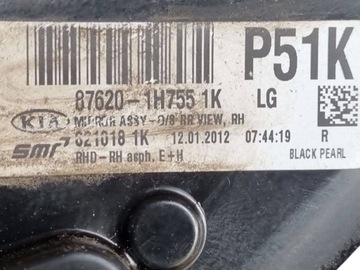 P51K
87620-1H755 1K LG
KIA MIRROR ASSY-O/S RR VIEW, RH
SMR 821018 1K 12.01.2012 07:44:19 R
RHD-RH asph. E+H BLACK PEARL